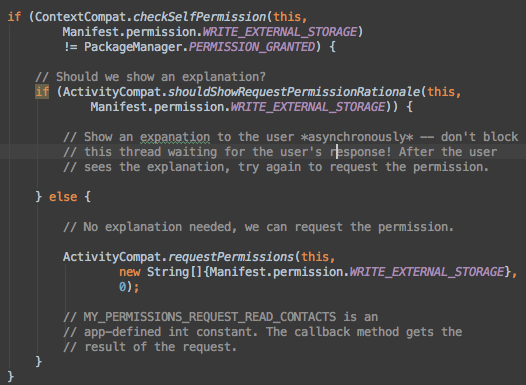 if (ContextCompat.checkSelfPermission(this,
Manifest.permission.WRITE_EXTERNAL_STORAGE)
!= PackageManager.PERMISSION_GRANTED) {
// Should we show an explanation?
if (ActivityCompat.shouldShowRequestPermissionRationale(this,
Manifest.permission.WRITE_EXTERNAL_STORAGE)) {
// Show an expanation to the user *asynchronously* -- don't block
// this thread waiting for the user's response! After the user
// sees the explanation, try again to request the permission.
} else {
// No explanation needed, we can request the permission.
ActivityCompat.requestPermissions(this,
new String[]{Manifest.permission.WRITE_EXTERNAL_STORAGE},
0);
// MY_PERMISSIONS_REQUEST_READ_CONTACTS is an
// app-defined int constant. The callback method gets the
// result of the request.
}
}